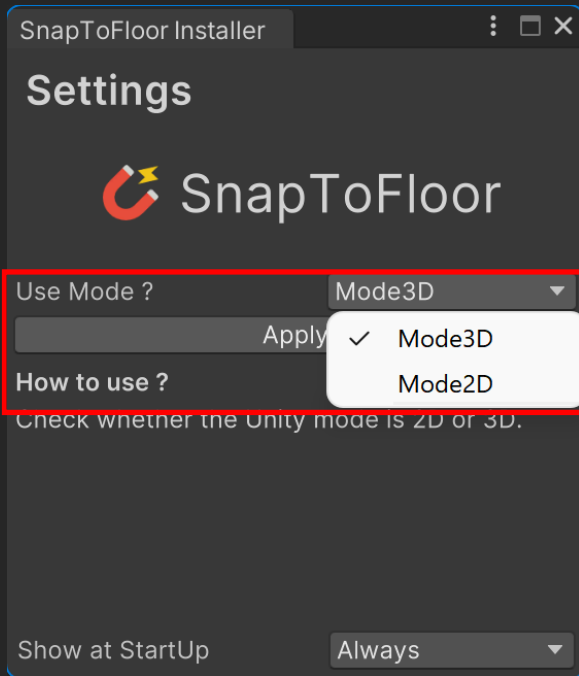 SnapToFloor Installer
Settings
SnapToFloor
Use Mode ?
Mode3D
Apply
Mode3D
Mode2D
How to use ?
Check whether the Unity mode is 2D or 3D.
Show at StartUp
Always